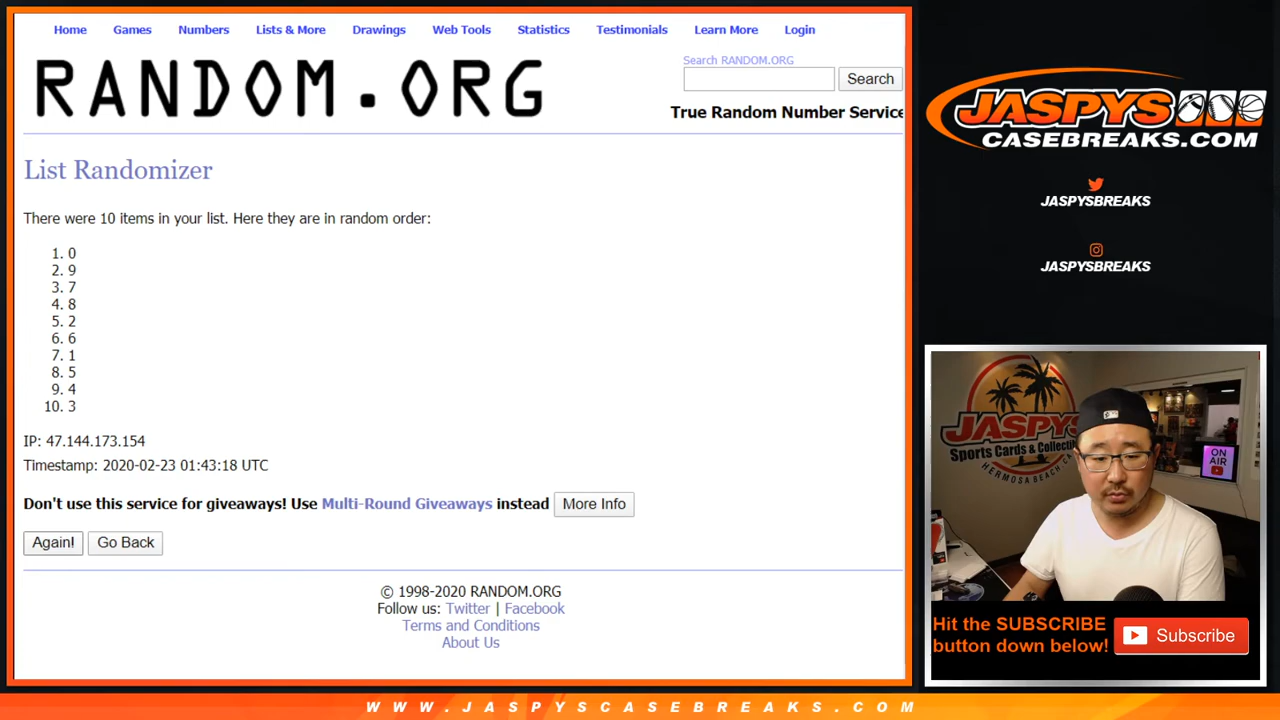 Home Games Numbers Lists & More Drawings Web Tools Statistics Testimonials Learn More Login
RANDOM.ORG
Search RANDOM.ORG
Search
True Random Number Service
List Randomizer
There were 10 items in your list. Here they are in random order:
1. 0
2. 9
3. 7
4. 8
5. 2
6. 6
7. 1
8. 5
9. 4
10. 3
IP: 47.144.173.154
Timestamp: 2020-02-23 01:43:18 UTC
Don't use this service for giveaways! Use Multi-Round Giveaways instead More Info
Again! Go Back
© 1998-2020 RANDOM.ORG
Follow us: Twitter | Facebook
Terms and Conditions
About Us
JASPYS
CASEBREAKS.COM
JASPYSBREAKS
JASPYSBREAKS
JASPYS
Sports Cards & Collectibl
HERMOSA BEACH, CA
ON
AIR
Hit the SUBSCRIBE
button down below!
Subscribe
WWW.JASPYSCASEBREAKS.COM